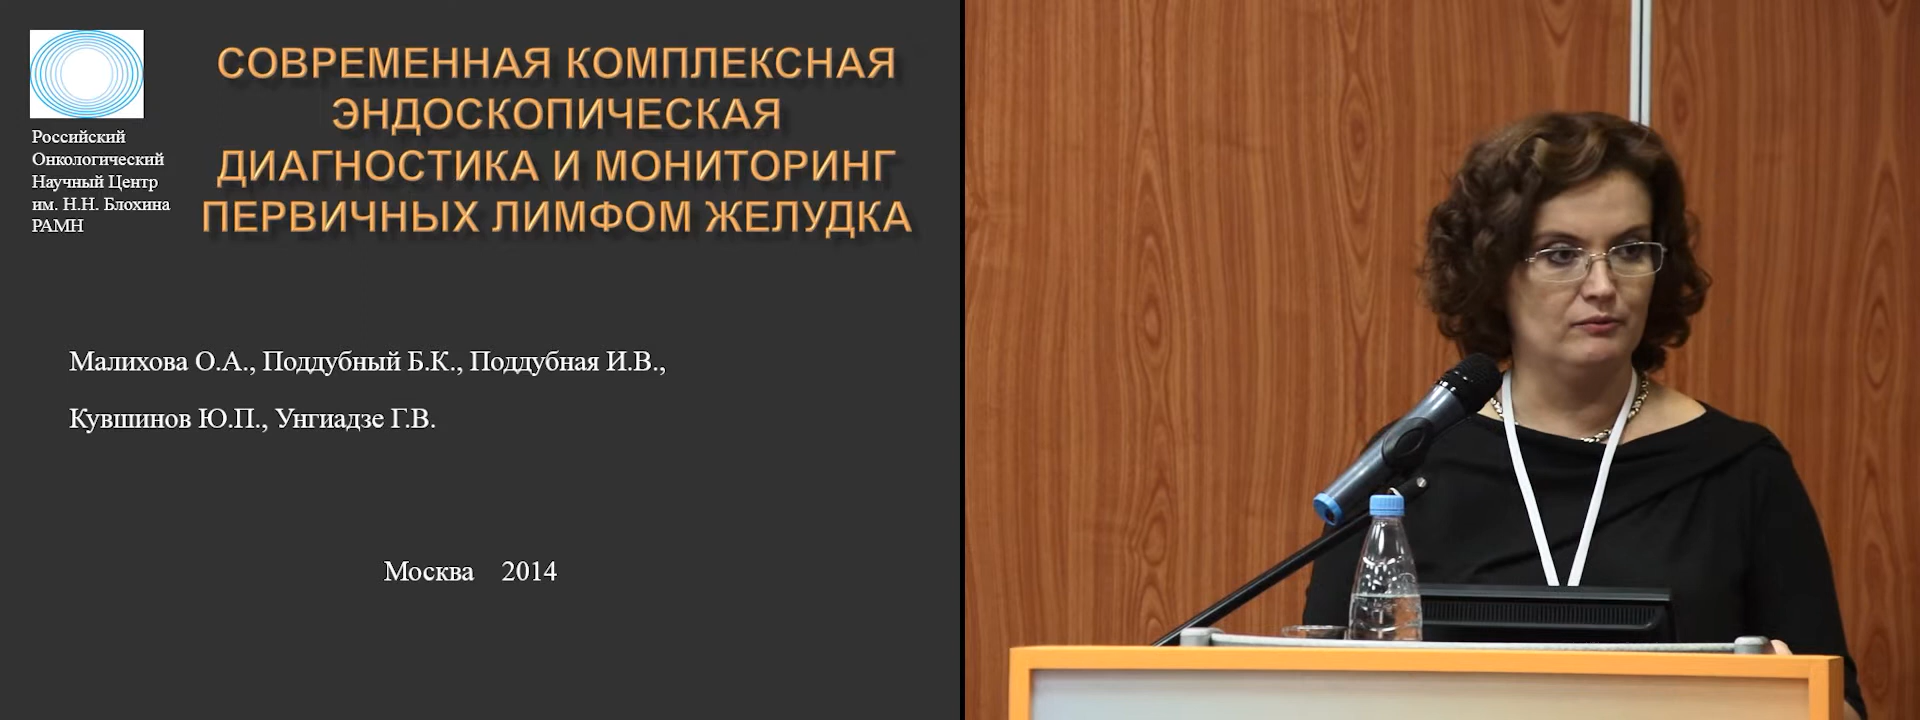 Российский
Онкологический
Научный Центр
им. Н.Н. Блохина
РАМН
СОВРЕМЕННАЯ КОМПЛЕКСНАЯ
ЭНДОСКОПИЧЕСКАЯ
ДИАГНОСТИКА И МОНИТОРИНГ
ПЕРВИЧНЫХ ЛИМФОМ ЖЕЛУДКА
Малихова О.А., Поддубный Б.К., Поддубная И.В.,
Кувшинов Ю.П., Унгиадзе Г.В.
Москва 2014